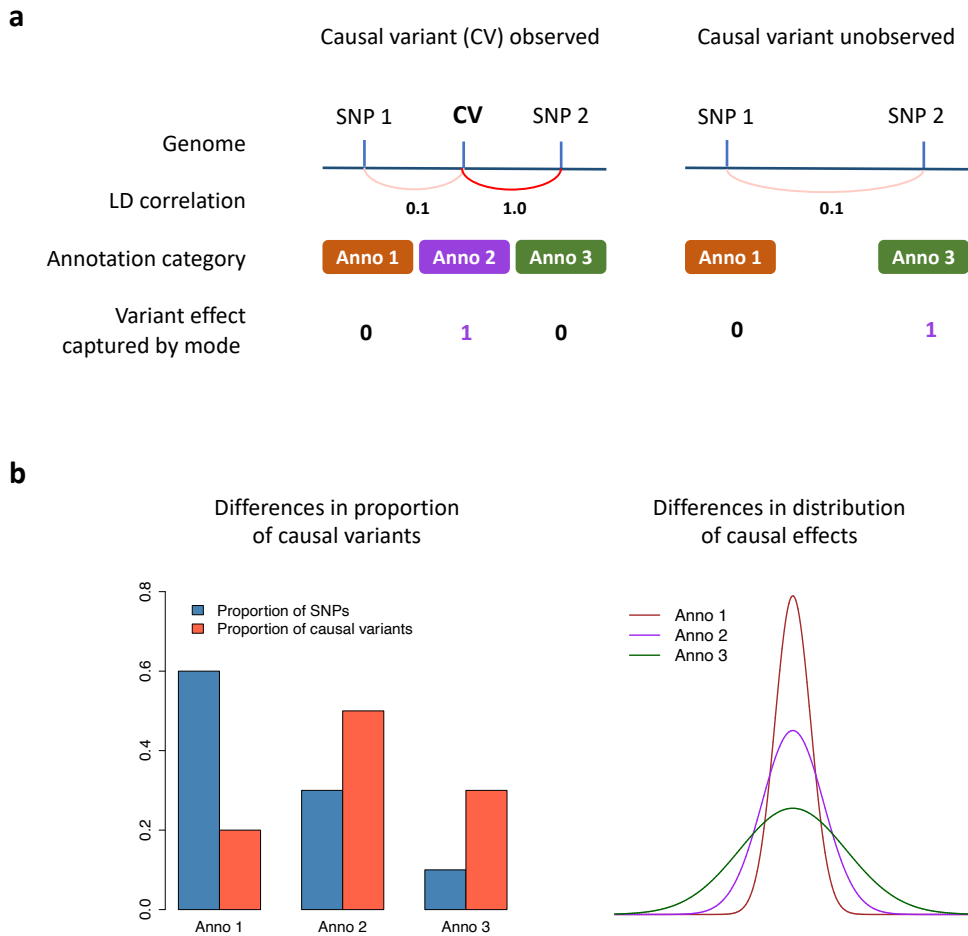 a
Causal variant (CV) observed
Causal variant unobserved
SNP 1
CV
SNP 2
SNP 1
SNP 2
Genome
LD correlation
0.1
1.0
0.1
Annotation category
Anno 1
Anno 2
Anno 3
Anno 1
Anno 3
Variant effect
captured by mode
0
1
0
0
1
b
Differences in proportion
of causal variants
Differences in distribution
of causal effects
0.8
0.6
0.4
0.2
0.0
Proportion of SNPs
Proportion of causal variants
Anno 1
Anno 2
Anno 3
Anno 1
Anno 2
Anno 3